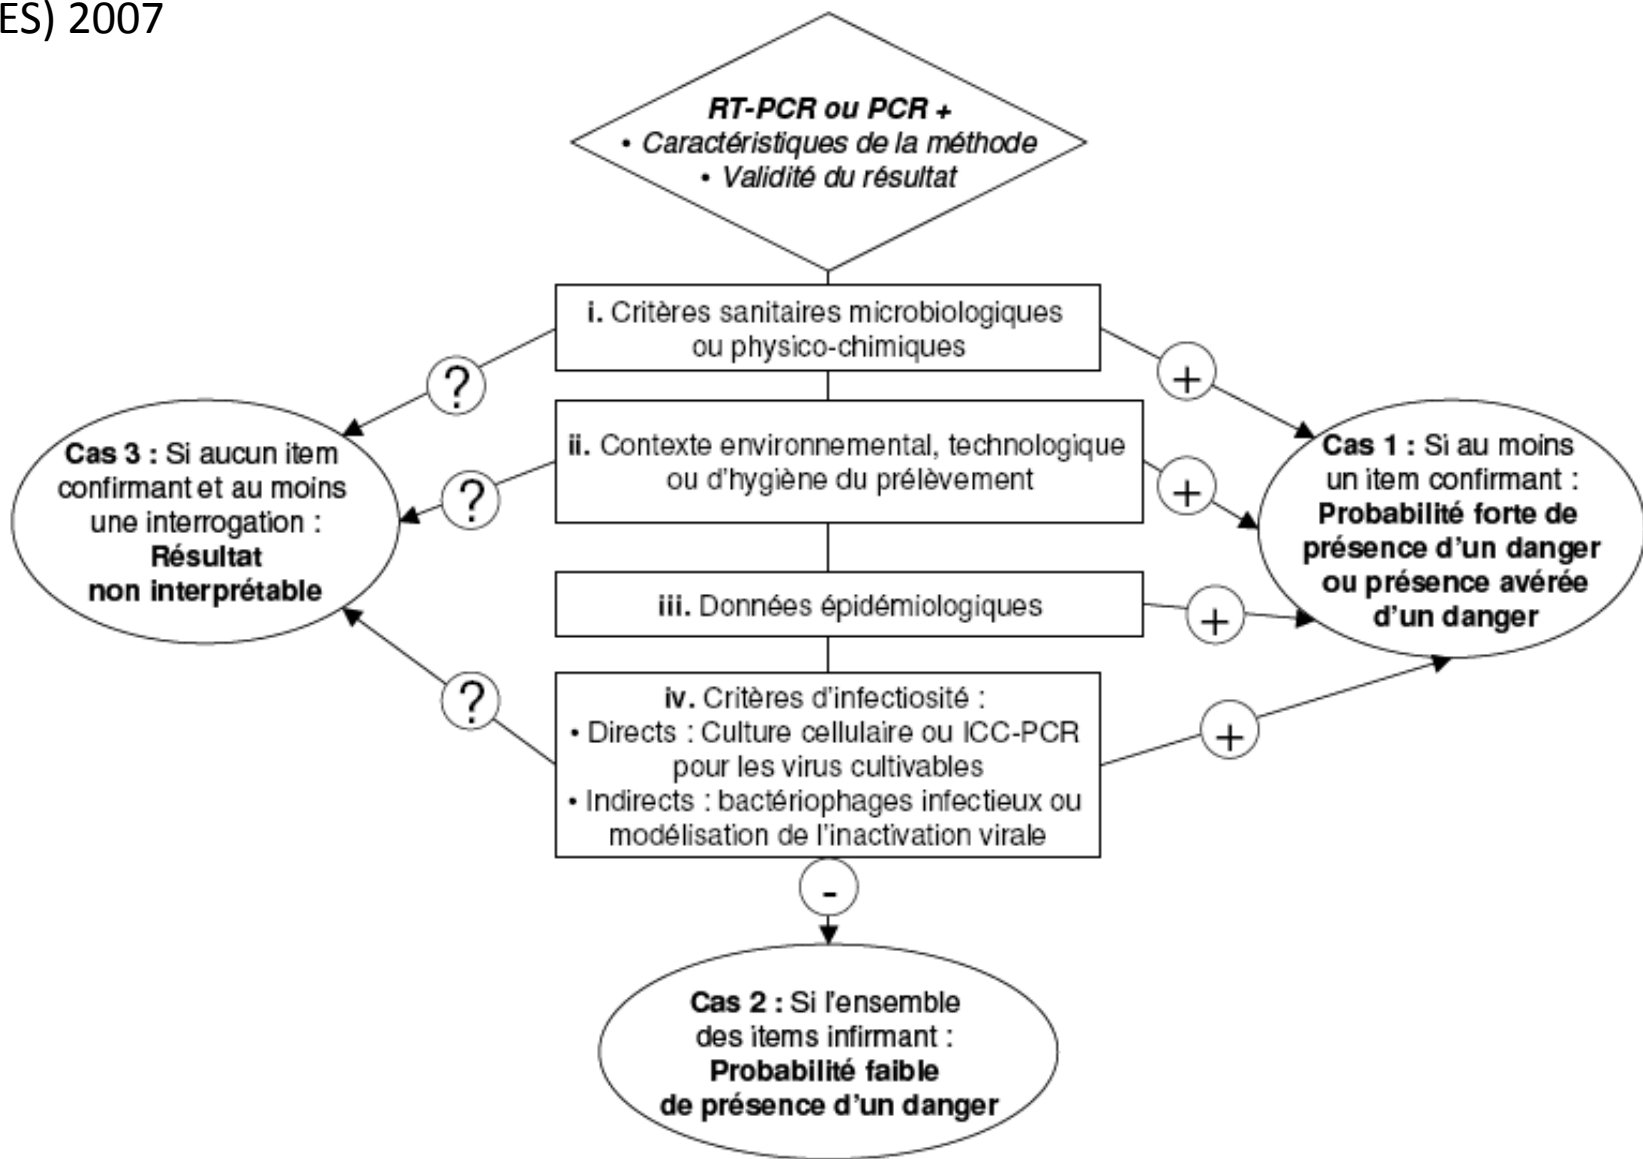 ES) 2007
RT-PCR ou PCR +
• Caractéristiques de la méthode
• Validité du résultat
i. Critères sanitaires microbiologiques
ou physico-chimiques
?
+
ii. Contexte environnemental, technologique
ou d'hygiène du prélèvement
?
+
Cas 3 : Si aucun item
confirmant et au moins
une interrogation :
Résultat
non interprétable
Cas 1 : Si au moins
un item confirmant :
Probabilité forte de
présence d'un danger
ou présence avérée
d'un danger
iii. Données épidémiologiques
+
iv. Critères d'infectiosité :
• Directs : Culture cellulaire ou ICC-PCR
pour les virus cultivables
• Indirects : bactériophages infectieux ou
modélisation de l'inactivation virale
?
+
-
Cas 2 : Si l'ensemble
des items infirmant :
Probabilité faible
de présence d'un danger